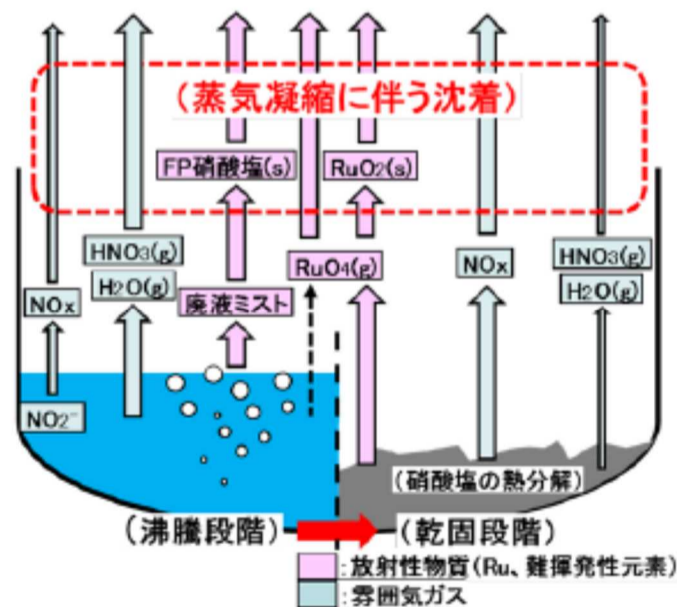 (蒸気凝縮に伴う沈着)
FP硝酸塩(s)
RuO2(s)
HNO3(g)
H2O(g)
NOx
廃液ミスト
RuO4(g)
NOx
HNO3(g)
H2O(g)
NO2-
(硝酸塩の熱分解)
(沸騰段階)
(乾固段階)
:放射性物質(Ru、難揮発性元素)
:雰囲気ガス